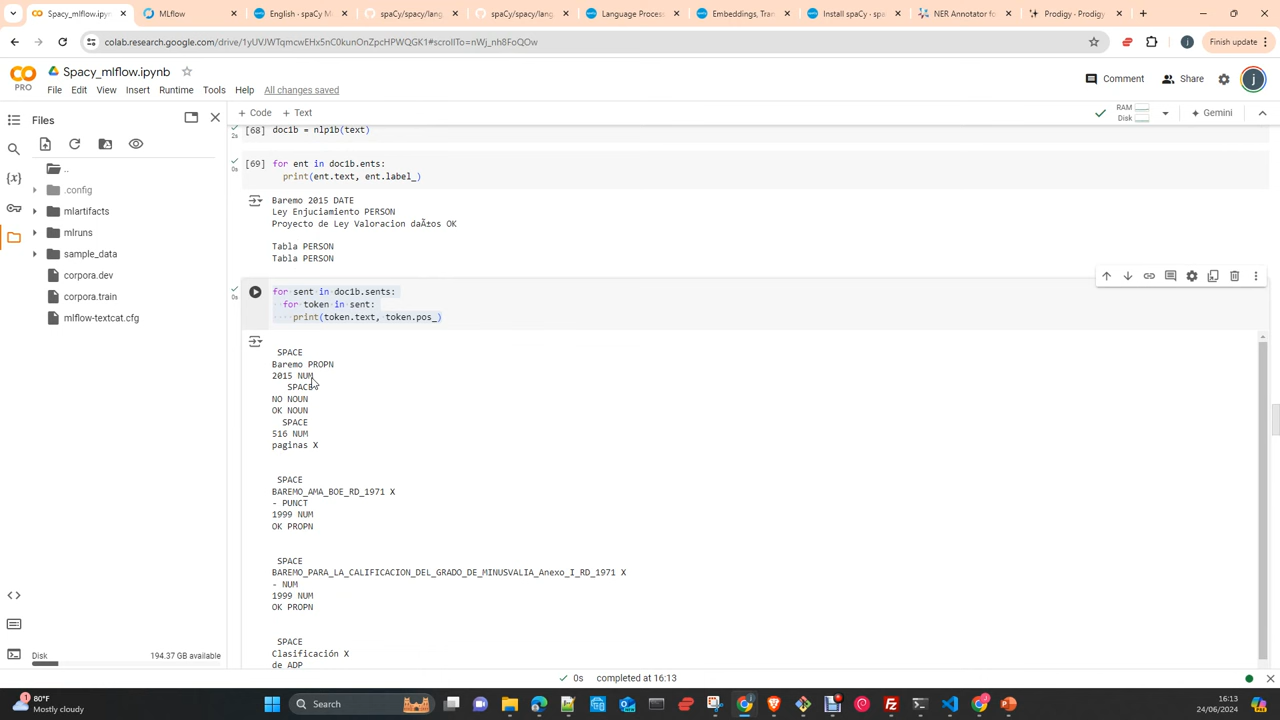 Spacy_mlflow.ipynb - 
MLflow
English - spaCy M
spaCy/spacy/lang
spaCy/spacy/lang
Language Process
Embeddings, Tran
Install spaCy - spa
NER Annotator fo
Prodigy - Prodigy
colab.research.google.com/drive/1yUVJWTqmcwEHx5nC0kunOnZpcHPWQGK1#scrollTo=nWj_nh8FoQOw
Finish update
CO
PRO
Spacy_mlflow.ipynb
File Edit View Insert Runtime Tools Help All changes saved
Comment
Share
j
Files
+ Code + Text
RAM
Disk
Gemini
..
.config
mlartifacts
mlruns
sample_data
corpora.dev
corpora.train
mlflow-textcat.cfg
[68] doc1b = nlp1b(text)
2s
[69] for ent in doc1b.ents:
0s
print(ent.text, ent.label_)
Baremo 2015 DATE
Ley Enjuciamiento PERSON
Proyecto de Ley Valoracion daÃ±os OK
Tabla PERSON
Tabla PERSON
for sent in doc1b.sents:
0s
for token in sent:
print(token.text, token.pos_)
SPACE
Baremo PROPN
2015 NUM
SPACE
NO NOUN
OK NOUN
SPACE
516 NUM
paginas X
SPACE
BAREMO_AMA_BOE_RD_1971 X
- PUNCT
1999 NUM
OK PROPN
SPACE
BAREMO_PARA_LA_CALIFICACION_DEL_GRADO_DE_MINUSVALIA_Anexo_I_RD_1971 X
- NUM
1999 NUM
OK PROPN
SPACE
Clasificación X
de ADP
Disk 194.37 GB available
0s completed at 16:13
80°F
Mostly cloudy
Search
16:13
24/06/2024